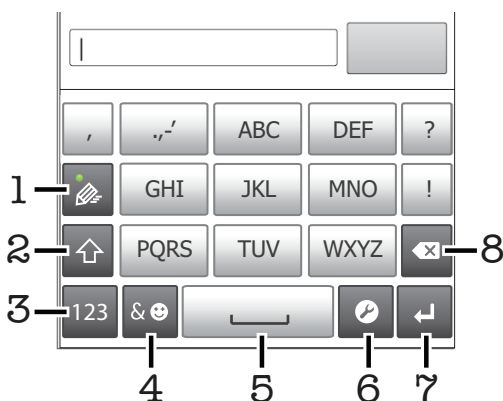 , .,-′ ABC DEF ?
1 GHI JKL MNO !
2 PQRS TUV WXYZ 8
3 123 &
4 5 6 7